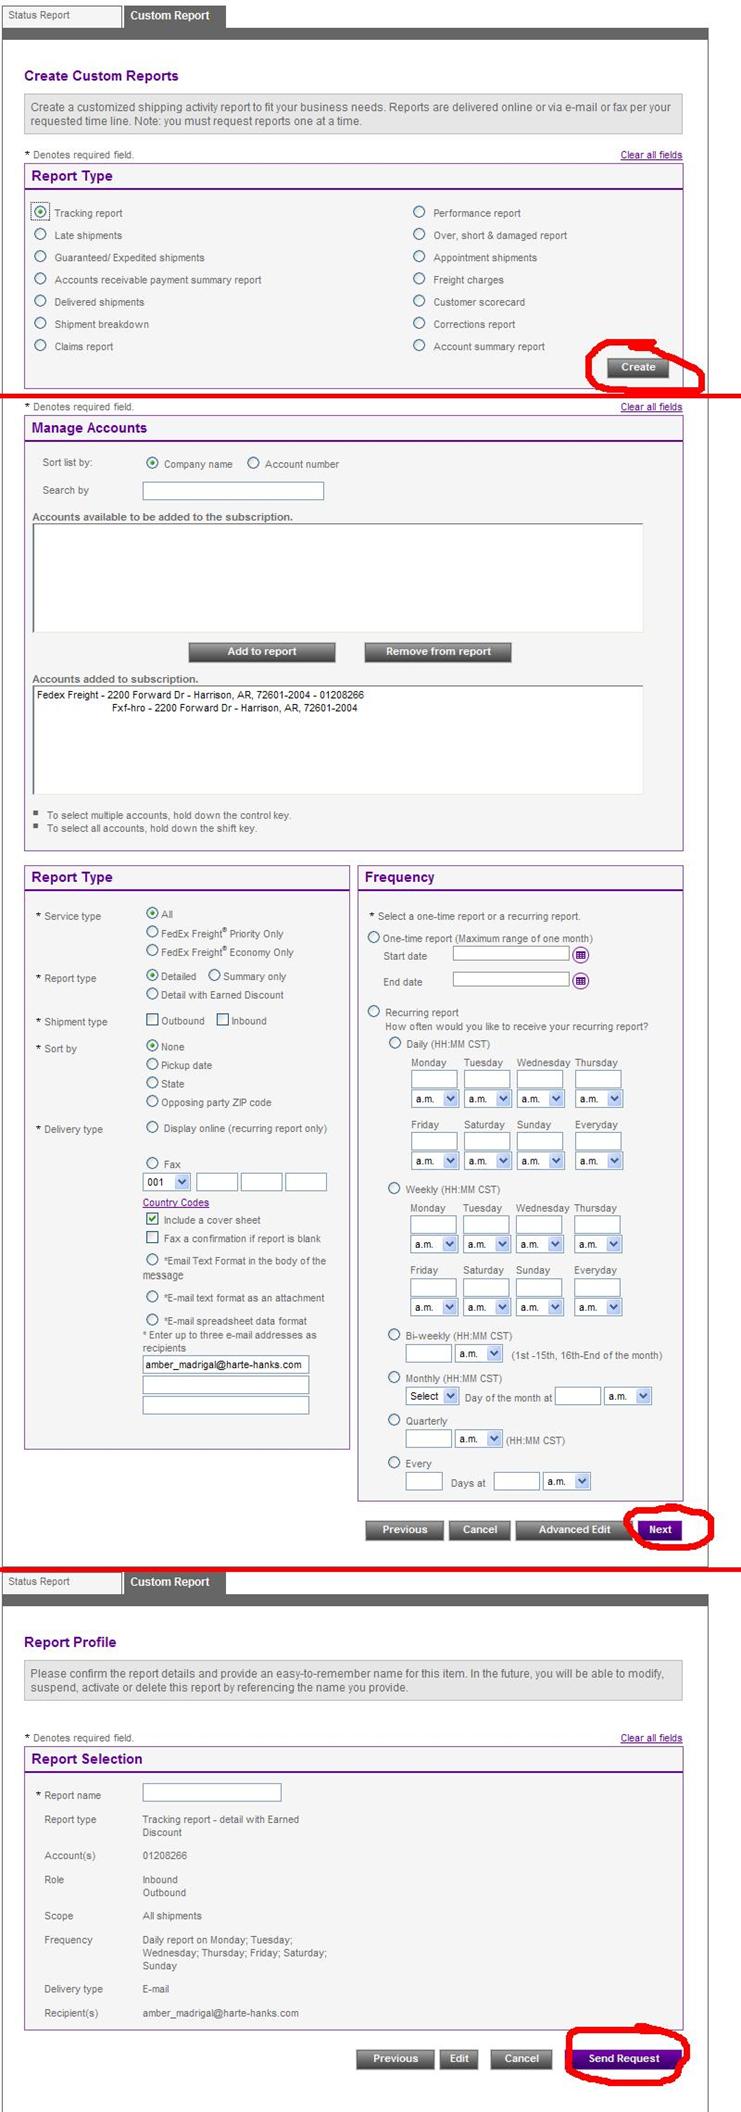 Status Report
Custom Report
Create Custom Reports
Create a customized shipping activity report to fit your business needs. Reports are delivered online or via e-mail or fax per your
requested time line. Note: you must request reports one at a time.
* Denotes required field.
Clear all fields
Report Type
Tracking report
Performance report
Late shipments
Over, short & damaged report
Guaranteed/ Expedited shipments
Appointment shipments
Accounts receivable payment summary report
Freight charges
Delivered shipments
Customer scorecard
Shipment breakdown
Corrections report
Claims report
Account summary report
Create
* Denotes required field.
Clear all fields
Manage Accounts
Sort list by:
Company name
Account number
Search by
Accounts available to be added to the subscription.
Add to report
Remove from report
Accounts added to subscription.
Fedex Freight - 2200 Forward Dr - Harrison, AR, 72601-2004 - 01208266
Fxf-hro - 2200 Forward Dr - Harrison, AR, 72601-2004
To select multiple accounts, hold down the control key.
To select all accounts, hold down the shift key.
Report Type
* Service type
All
FedEx Freight® Priority Only
FedEx Freight® Economy Only
* Report type
Detailed
Summary only
Detail with Earned Discount
* Shipment type
Outbound
Inbound
* Sort by
None
Pickup date
State
Opposing party ZIP code
* Delivery type
Display online (recurring report only)
Fax
001
Country Codes
Include a cover sheet
Fax a confirmation if report is blank
*Email Text Format in the body of the
message
*E-mail text format as an attachment
*E-mail spreadsheet data format
* Enter up to three e-mail addresses as
recipients
amber_madrigal@harte-hanks.com
Frequency
* Select a one-time report or a recurring report.
One-time report (Maximum range of one month)
Start date
End date
Recurring report
How often would you like to receive your recurring report?
Daily (HH:MM CST)
Monday Tuesday Wednesday Thursday
a.m. a.m. a.m. a.m.
Friday Saturday Sunday Everyday
a.m. a.m. a.m. a.m.
Weekly (HH:MM CST)
Monday Tuesday Wednesday Thursday
a.m. a.m. a.m. a.m.
Friday Saturday Sunday Everyday
a.m. a.m. a.m. a.m.
Bi-weekly (HH:MM CST)
a.m. (1st -15th, 16th-End of the month)
Monthly (HH:MM CST)
Select Day of the month at a.m.
Quarterly
a.m. (HH:MM CST)
Every
Days at a.m.
Previous
Cancel
Advanced Edit
Next
Status Report
Custom Report
Report Profile
Please confirm the report details and provide an easy-to-remember name for this item. In the future, you will be able to modify,
suspend, activate or delete this report by referencing the name you provide.
* Denotes required field.
Clear all fields
Report Selection
* Report name
Report type
Tracking report - detail with Earned
Discount
Account(s)
01208266
Role
Inbound
Outbound
Scope
All shipments
Frequency
Daily report on Monday; Tuesday;
Wednesday; Thursday; Friday; Saturday;
Sunday
Delivery type
E-mail
Recipient(s)
amber_madrigal@harte-hanks.com
Previous
Edit
Cancel
Send Request